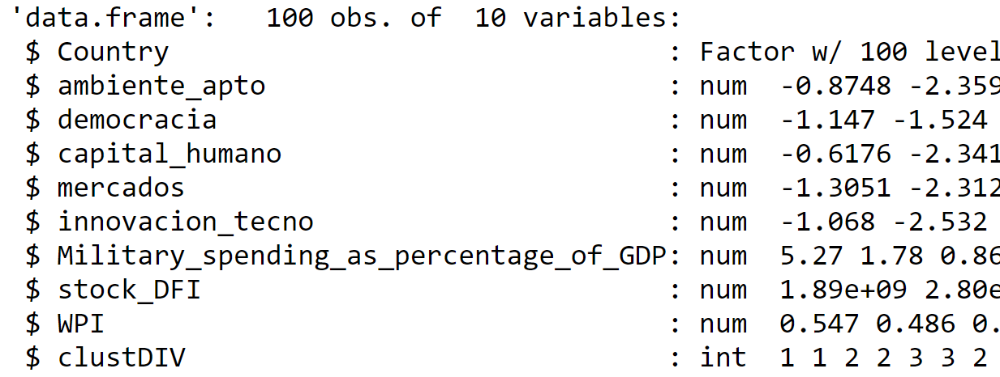 'data.frame':   100 obs. of  10 variables:
 $ Country                              : Factor w/ 100 level
 $ ambiente_apto                        : num  -0.8748 -2.359
 $ democracia                           : num  -1.147 -1.524
 $ capital_humano                       : num  -0.6176 -2.341
 $ mercados                             : num  -1.3051 -2.312
 $ innovacion_tecno                     : num  -1.068 -2.532
 $ Military_spending_as_percentage_of_GDP: num  5.27 1.78 0.86
 $ stock_DFI                            : num  1.89e+09 2.80e
 $ WPI                                  : num  0.547 0.486 0.
 $ clustDIV                             : int  1 1 2 2 3 3 2